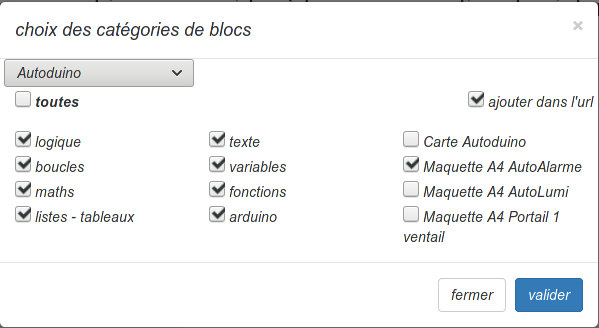 choix des catégories de blocs
×
Autoduino
toutes
ajouter dans l'url
logique
texte
Carte Autoduino
boucles
variables
Maquette A4 AutoAlarme
maths
fonctions
Maquette A4 AutoLumi
listes - tableaux
arduino
Maquette A4 Portail 1
ventail
fermer
valider